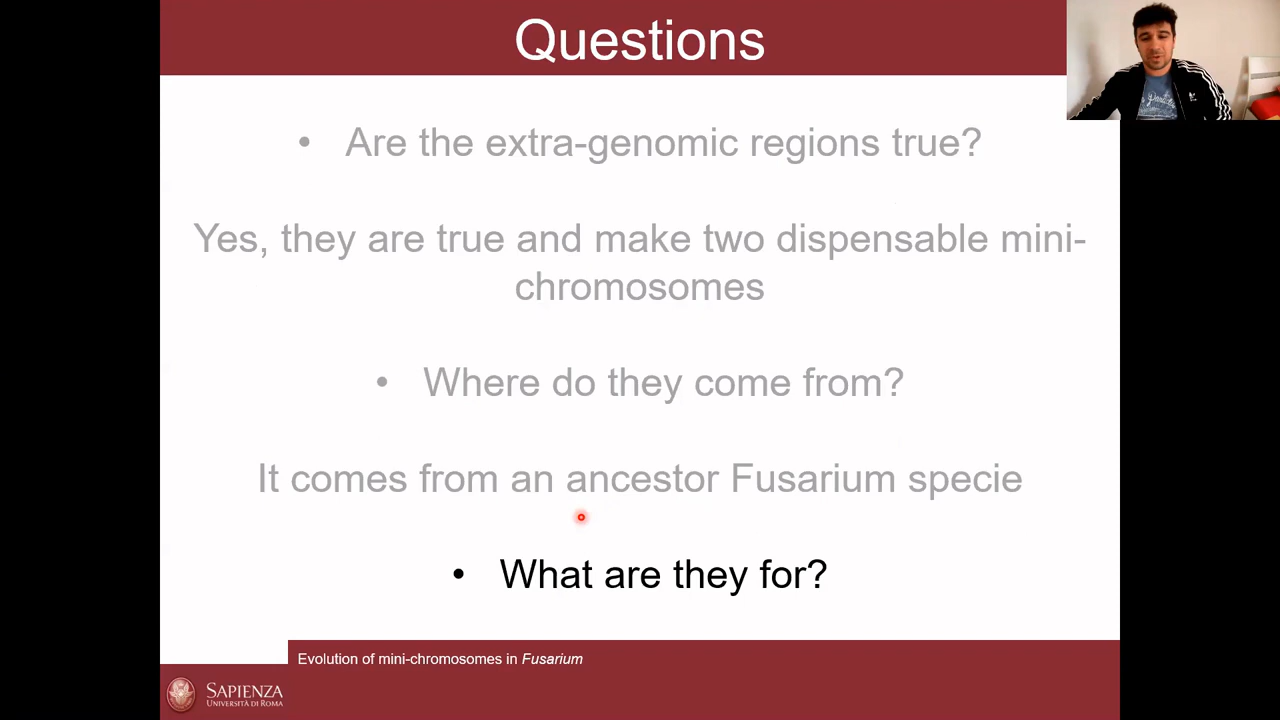 Questions
• Are the extra-genomic regions true?
Yes, they are true and make two dispensable mini-
chromosomes
• Where do they come from?
It comes from an ancestor Fusarium specie
• What are they for?
Evolution of mini-chromosomes in Fusarium
SAPIENZA
UNIVERSITÀ DI ROMA